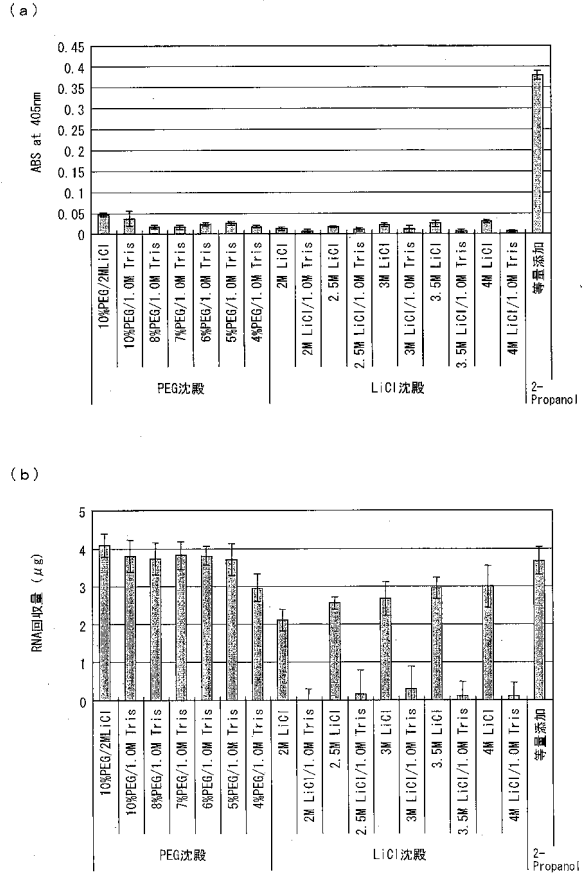 (a)
ABS at 405nm
0.45
0.4
0.35
0.3
0.25
0.2
0.15
0.1
0.05
0
10%PEG/2MLiCl
10%PEG/1.0M Tris
8%PEG/1.0M Tris
7%PEG/1.0M Tris
6%PEG/1.0M Tris
5%PEG/1.0M Tris
4%PEG/1.0M Tris
2M LiCl
2M LiCl/1.0M Tris
2.5M LiCl
2.5M LiCl/1.0M Tris
3M LiCl
3M LiCl/1.0M Tris
3.5M LiCl
3.5M LiCl/1.0M Tris
4M LiCl
4M LiCl/1.0M Tris
等量添加
PEG沈殿
LiCl沈殿
2-
Propanol
(b)
RNA回収量 (μg)
5
4
3
2
1
0
10%PEG/2MLiCl
10%PEG/1.0M Tris
8%PEG/1.0M Tris
7%PEG/1.0M Tris
6%PEG/1.0M Tris
5%PEG/1.0M Tris
4%PEG/1.0M Tris
2M LiCl
2M LiCl/1.0M Tris
2.5M LiCl
2.5M LiCl/1.0M Tris
3M LiCl
3M LiCl/1.0M Tris
3.5M LiCl
3.5M LiCl/1.0M Tris
4M LiCl
4M LiCl/1.0M Tris
等量添加
PEG沈殿
LiCl沈殿
2-
Propanol